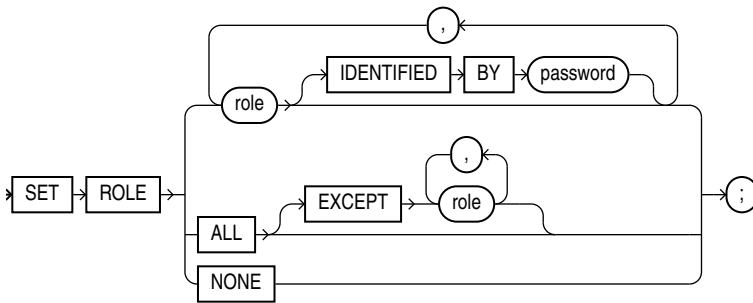 ,
IDENTIFIED BY password
role
,
EXCEPT role
SET ROLE ;
ALL
NONE